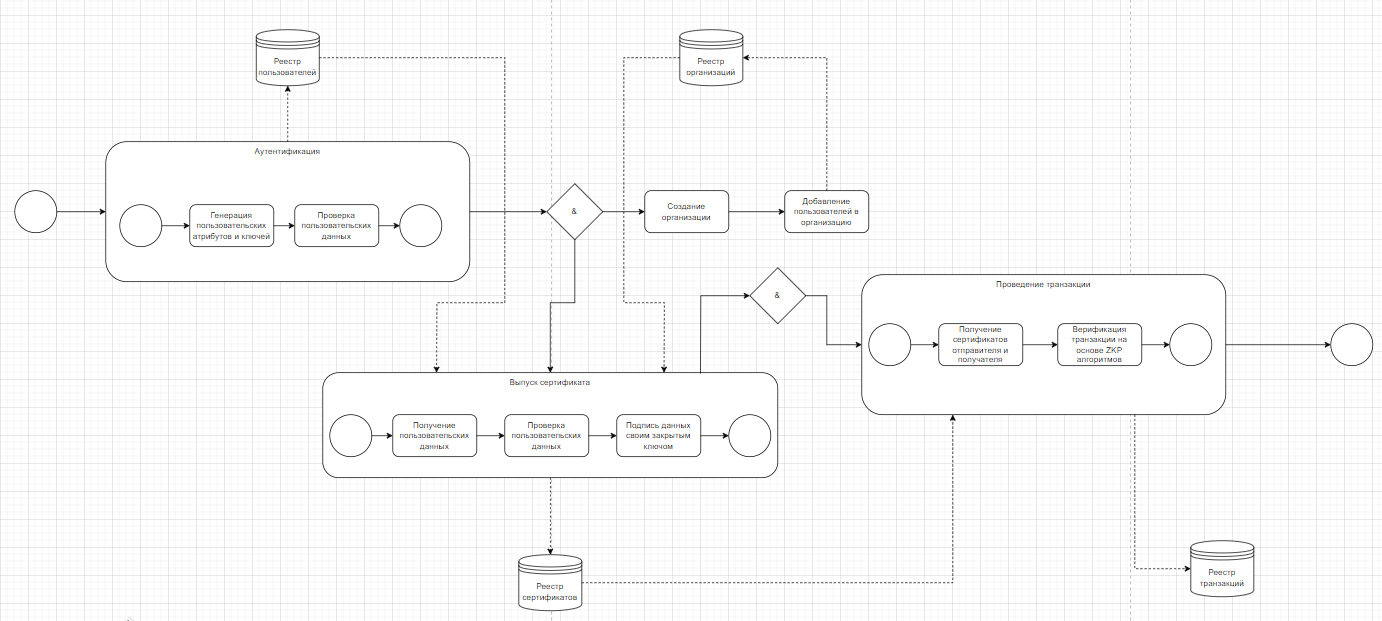 Реестр
пользователей
Реестр
организаций
Аутентификация
Генерация
пользовательских
атрибутов и ключей
Проверка
пользовательских
данных
&
Создание
организации
Добавление
пользователей в
организацию
&
Проведение транзакции
Получение
сертификатов
отправителя и
получателя
Верификация
транзакции на
основе ZKP
алгоритмов
Выпуск сертификата
Получение
пользовательских
данных
Проверка
пользовательских
данных
Подпись данных
своим закрытым
ключом
Реестр
сертификатов
Реестр
транзакций